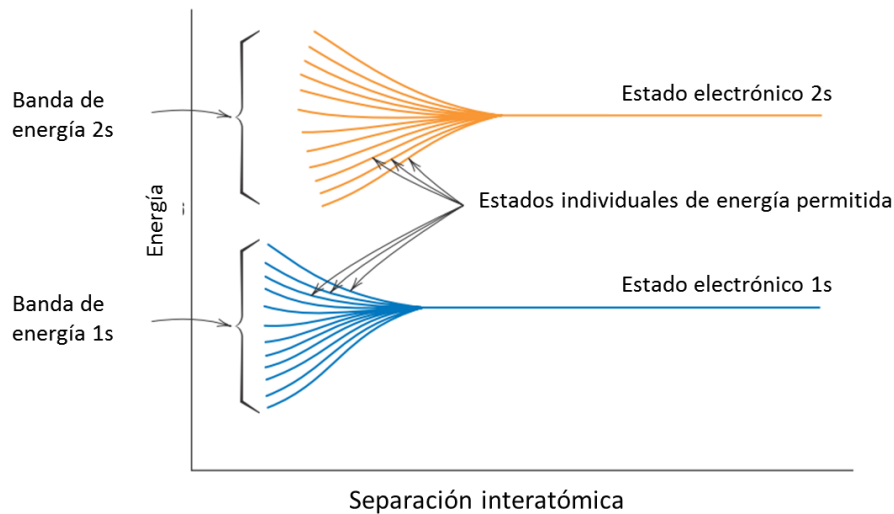 Estado electrónico 2s
Banda de
energía 2s
Estados individuales de energía permitida
Energía
Estado electrónico 1s
Banda de
energía 1s
Separación interatómica